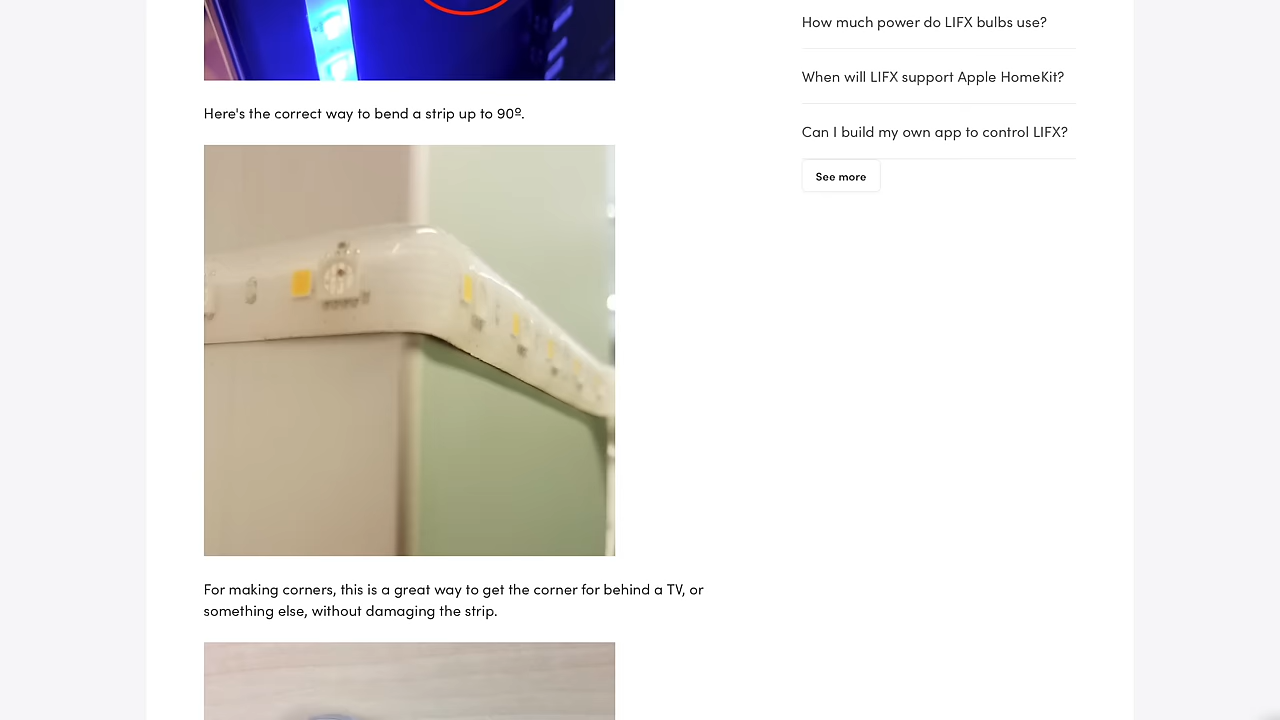 How much power do LIFX bulbs use?
When will LIFX support Apple HomeKit?
Here's the correct way to bend a strip up to 90º.
Can I build my own app to control LIFX?
See more
For making corners, this is a great way to get the corner for behind a TV, or
something else, without damaging the strip.